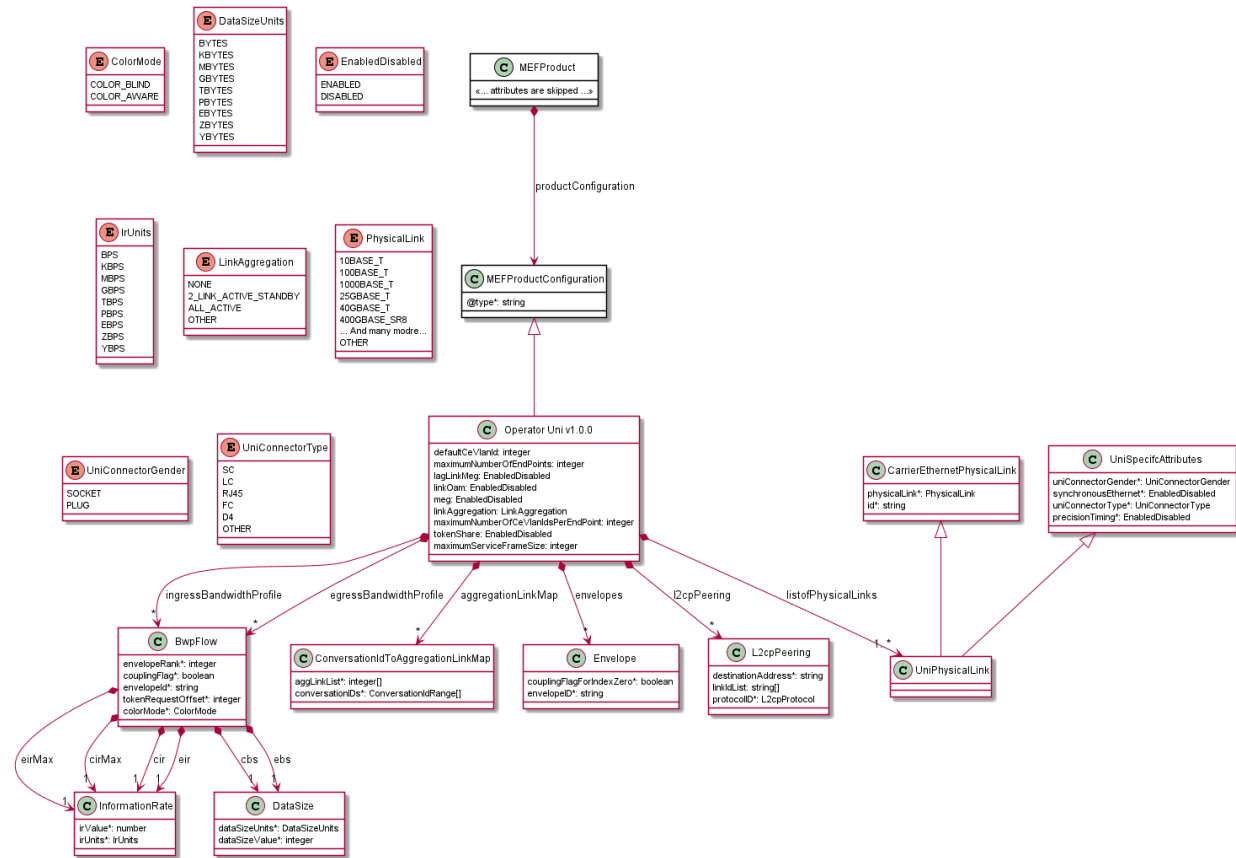 E DataSizeUnits
BYTES
KBYTES
MBYTES
GBYTES
TBYTES
PBYTES
EBYTES
ZBYTES
YBYTES
E ColorMode
COLOR_BLIND
COLOR_AWARE
E EnabledDisabled
ENABLED
DISABLED
C MEFProduct
«... attributes are skipped ...»
productConfiguration
E IrUnits
BPS
KBPS
MBPS
GBPS
TBPS
PBPS
EBPS
ZBPS
YBPS
E LinkAggregation
NONE
2_LINK_ACTIVE_STANDBY
ALL_ACTIVE
OTHER
E PhysicalLink
10BASE_T
100BASE_T
1000BASE_T
25GBASE_T
40GBASE_T
400GBASE_SR8
... And many modre...
OTHER
C MEFProductConfiguration
@type*: string
E UniConnectorGender
SOCKET
PLUG
E UniConnectorType
SC
LC
RJ45
FC
D4
OTHER
C Operator Uni v1.0.0
defaultCeVlanId: integer
maximumNumberOfEndPoints: integer
lagLinkMeg: EnabledDisabled
linkOam: EnabledDisabled
meg: EnabledDisabled
linkAggregation: LinkAggregation
maximumNumberOfCeVlanIdsPerEndPoint: integer
tokenShare: EnabledDisabled
maximumServiceFrameSize: integer
C CarrierEthernetPhysicalLink
physicalLink*: PhysicalLink
id*: string
C UniSpecifcAttributes
uniConnectorGender*: UniConnectorGender
synchronousEthernet*: EnabledDisabled
uniConnectorType*: UniConnectorType
precisionTiming*: EnabledDisabled
ingressBandwidthProfile
*
egressBandwidthProfile
*
aggregationLinkMap
*
envelopes
*
l2cpPeering
*
listofPhysicalLinks
1..*
C BwpFlow
envelopeRank*: integer
couplingFlag*: boolean
envelopeId*: string
tokenRequestOffset*: integer
colorMode*: ColorMode
C ConversationIdToAggregationLinkMap
aggLinkList*: integer[]
conversationIDs*: ConversationIdRange[]
C Envelope
couplingFlagForIndexZero*: boolean
envelopeID*: string
C L2cpPeering
destinationAddress*: string
linkIdList: string[]
protocolID*: L2cpProtocol
C UniPhysicalLink
eirMax
1
cirMax
1
cir
1
eir
1
cbs
1
ebs
1
C InformationRate
irValue*: number
irUnits*: IrUnits
C DataSize
dataSizeUnits*: DataSizeUnits
dataSizeValue*: integer